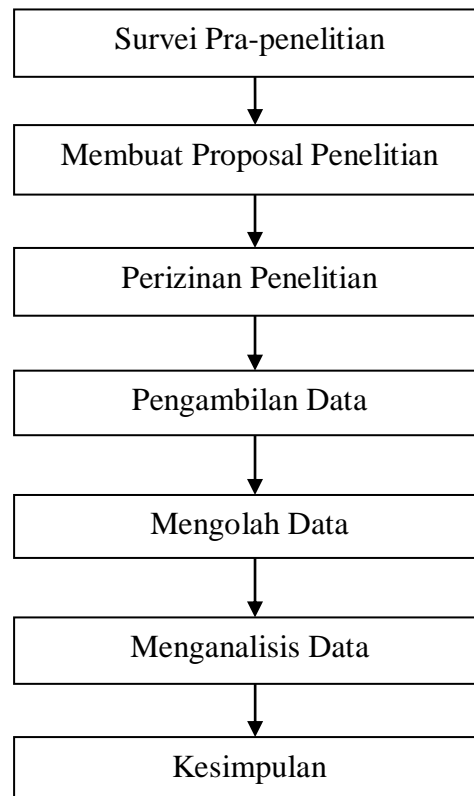 Survei Pra-penelitian
Membuat Proposal Penelitian
Perizinan Penelitian
Pengambilan Data
Mengolah Data
Menganalisis Data
Kesimpulan